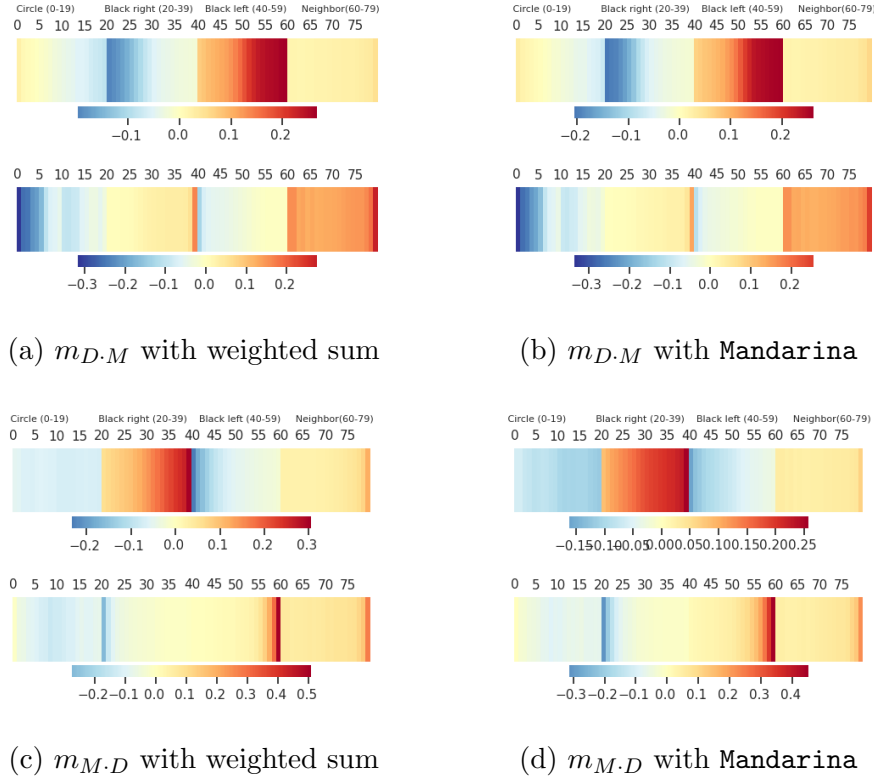 Circle (0-19) Black right (20-39) Black left (40-59) Neighbor(60-79)
0 5 10 15 20 25 30 35 40 45 50 55 60 65 70 75
−0.1 0.0 0.1 0.2
0 5 10 15 20 25 30 35 40 45 50 55 60 65 70 75
−0.3 −0.2 −0.1 0.0 0.1 0.2
(a) m_{D·M} with weighted sum
Circle (0-19) Black right (20-39) Black left (40-59) Neighbor(60-79)
0 5 10 15 20 25 30 35 40 45 50 55 60 65 70 75
−0.2 −0.1 0.0 0.1 0.2
0 5 10 15 20 25 30 35 40 45 50 55 60 65 70 75
−0.3 −0.2 −0.1 0.0 0.1 0.2
(b) m_{D·M} with Mandarina
Circle (0-19) Black right (20-39) Black left (40-59) Neighbor(60-79)
0 5 10 15 20 25 30 35 40 45 50 55 60 65 70 75
−0.2 −0.1 0.0 0.1 0.2 0.3
0 5 10 15 20 25 30 35 40 45 50 55 60 65 70 75
−0.2 −0.1 0.0 0.1 0.2 0.3 0.4 0.5
(c) m_{M·D} with weighted sum
Circle (0-19) Black right (20-39) Black left (40-59) Neighbor(60-79)
0 5 10 15 20 25 30 35 40 45 50 55 60 65 70 75
−0.15 −0.10 −0.05 0.00 0.05 0.10 0.15 0.20 0.25
0 5 10 15 20 25 30 35 40 45 50 55 60 65 70 75
−0.3 −0.2 −0.1 0.0 0.1 0.2 0.3 0.4
(d) m_{M·D} with Mandarina